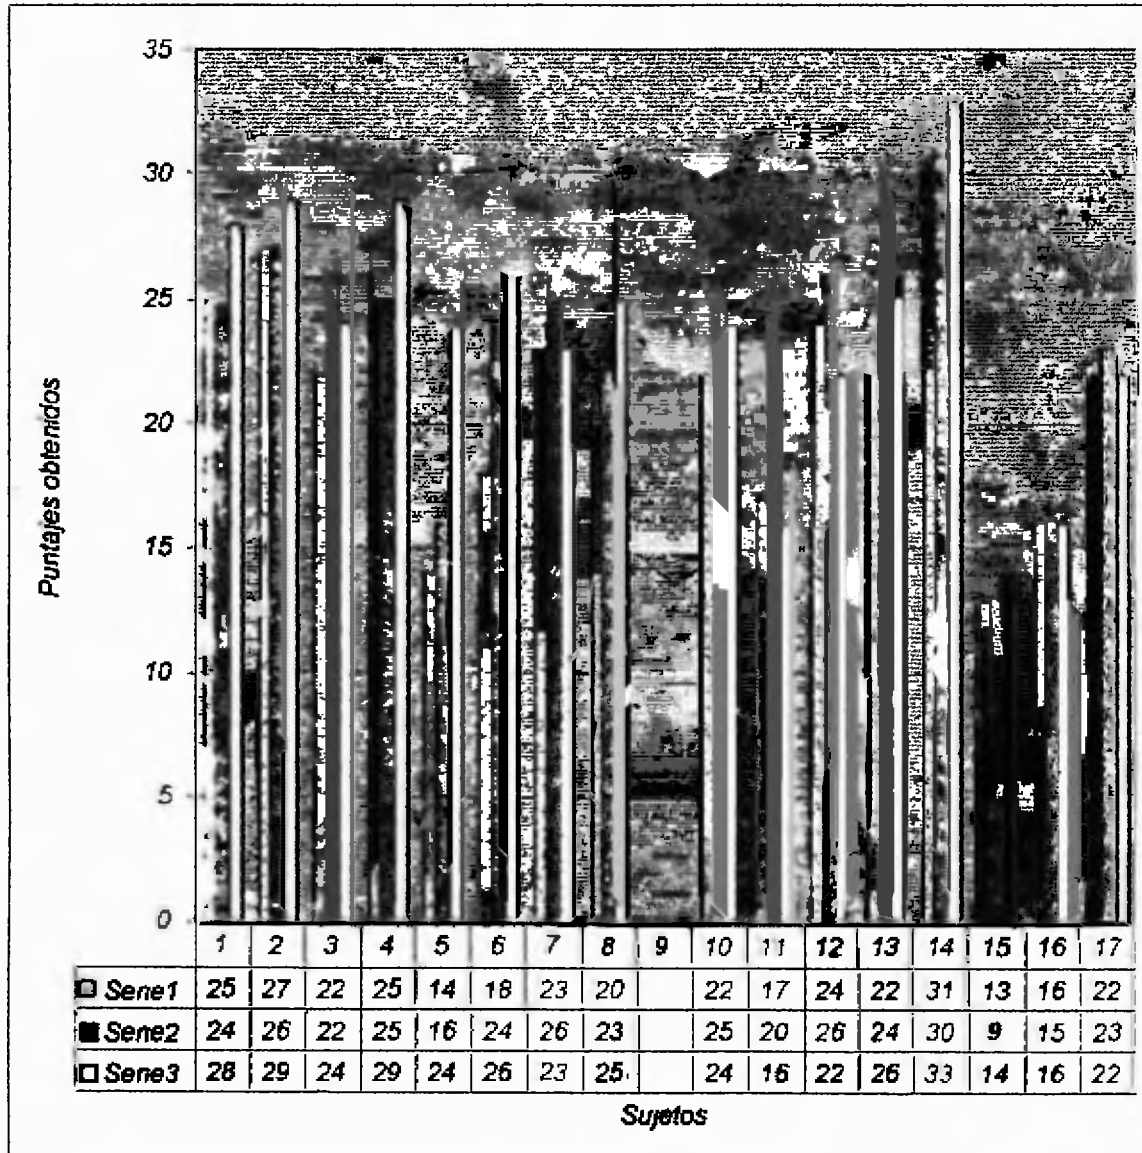 35
30
25
20
15
10
5
0
Puntajes obtenidos
1 2 3 4 5 6 7 8 9 10 11 12 13 14 15 16 17
Serie1 25 27 22 25 14 18 23 20 22 17 24 22 31 13 16 22
Serie2 24 26 22 25 16 24 26 23 25 20 26 24 30 9 15 23
Serie3 28 29 24 29 24 26 23 25 24 16 22 26 33 14 16 22
Sujetos